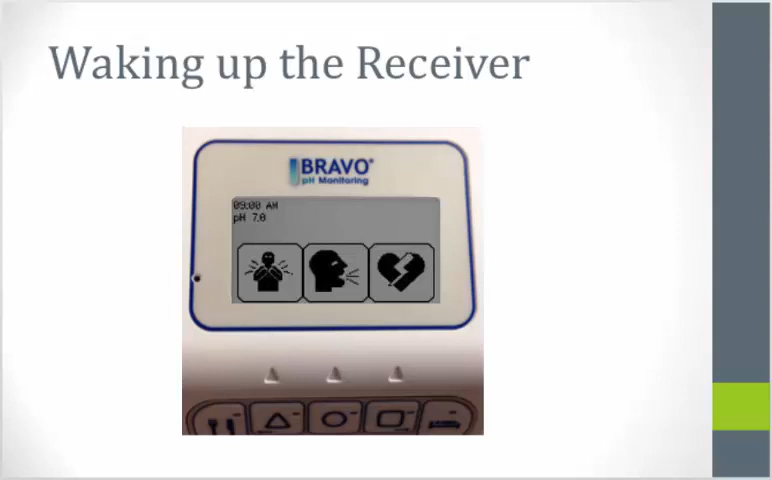 Waking up the Receiver
BRAVO®
pH Monitoring
09:00 AM
pH 7.0